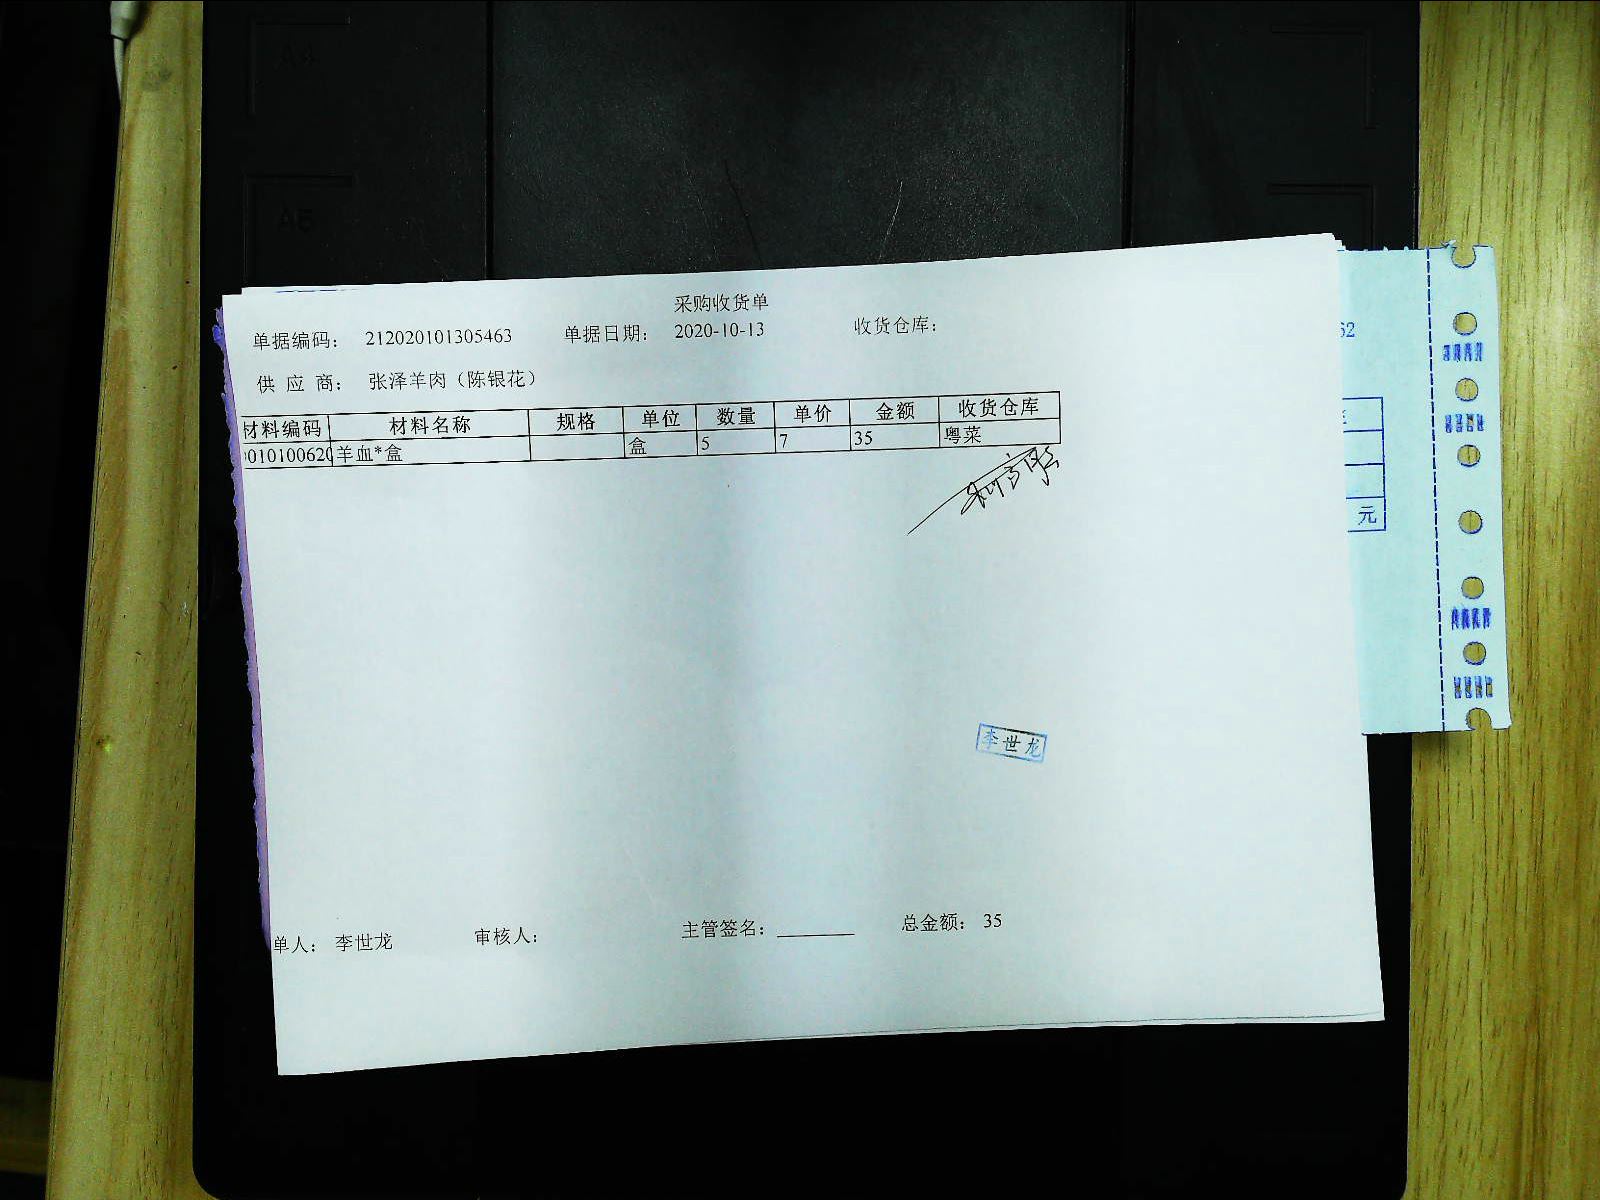 采购收货单
单据编码： 212020101305463 单据日期： 2020-10-13 收货仓库：
供 应 商： 张泽羊肉（陈银花）
材料编码 材料名称 规格 单位 数量 单价 金额 收货仓库
01010062 羊血*盒 盒 5 7 35 粤菜
李世龙
单人： 李世龙 审核人： 主管签名： 总金额： 35
62
元
A4
A5